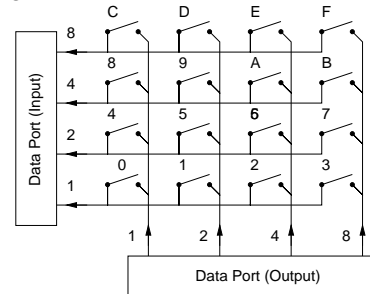 C D E F
8
8 9 A B
4
4 5 6 7
2
0 1 2 3
1
Data Port (Input)
1 2 4 8
Data Port (Output)